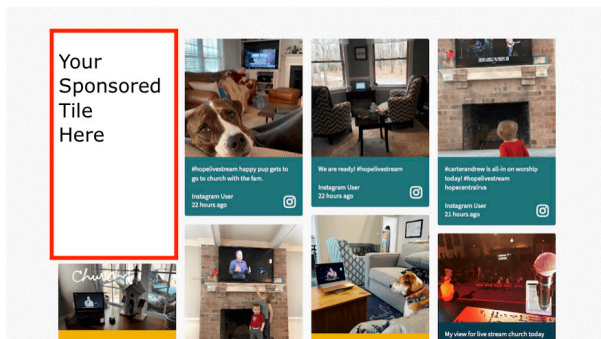 Your
Sponsored
Tile
Here
#hopelivestream happy pup gets to
go to church with the fam.
Instagram User
22 hours ago
We are ready! #hopelivestream
Instagram User
22 hours ago
#carterandrew is all-in on worship
today! #hopelivestream
hopecentralrva
Instagram User
21 hours ago
Church
My view for live stream church today